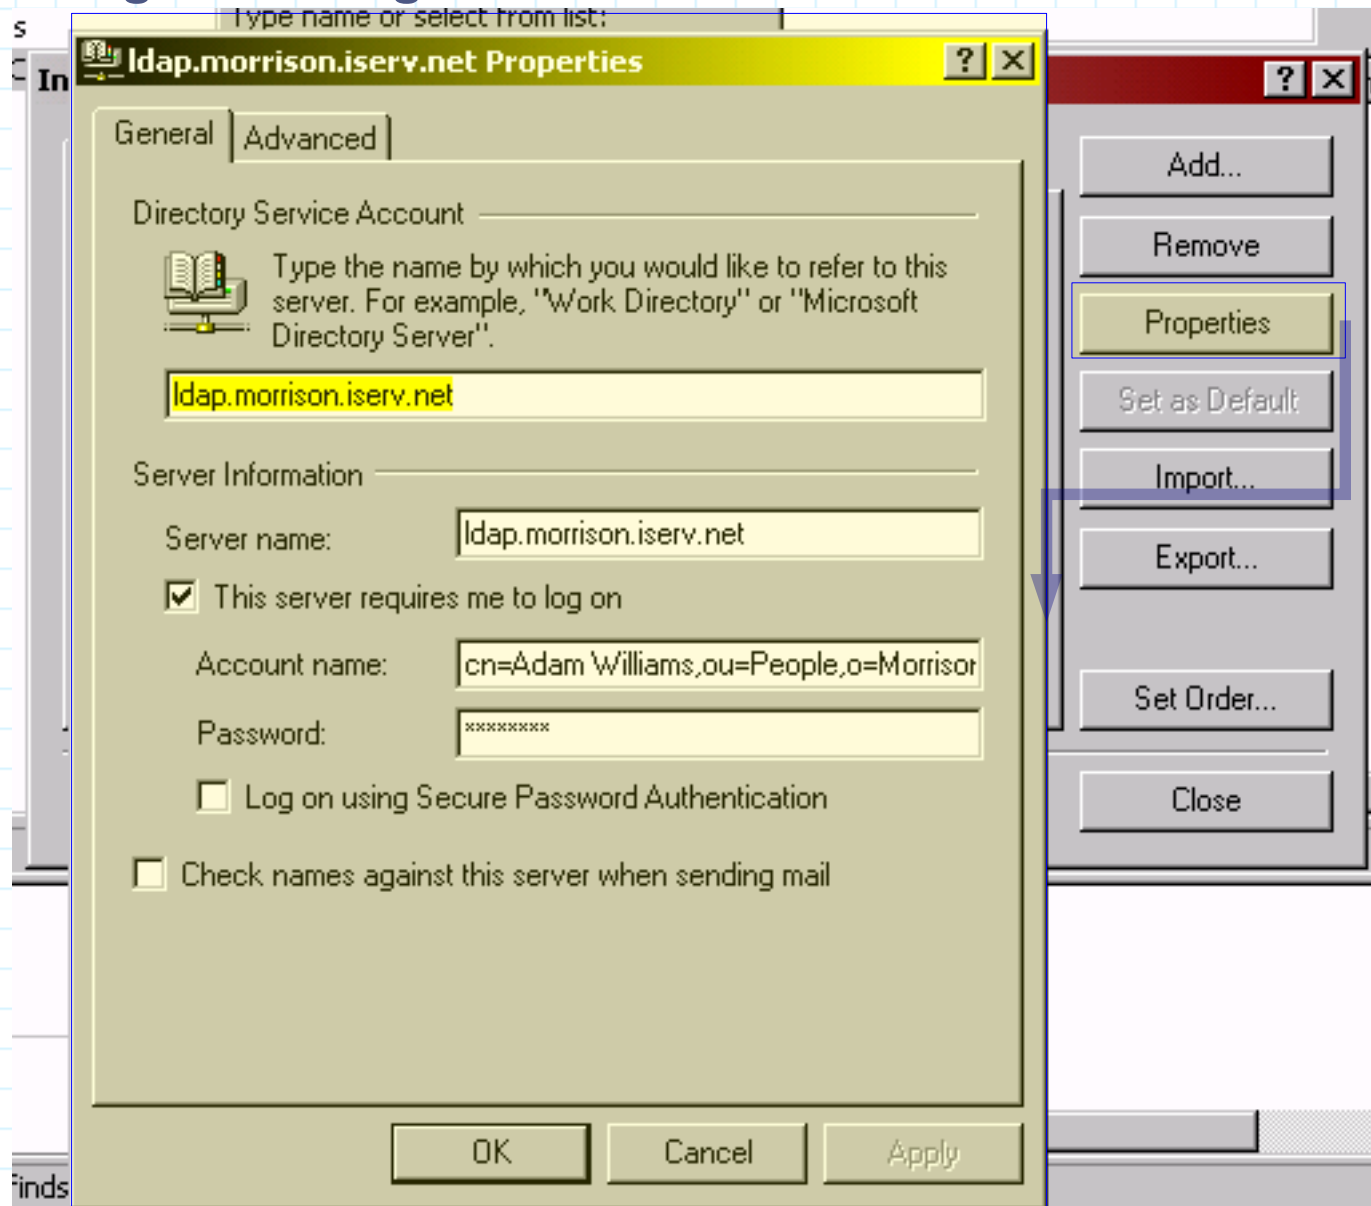 Type name or select from list:
s
In
ldap.morrison.iserv.net Properties
General
Advanced
Directory Service Account
Type the name by which you would like to refer to this
server. For example, "Work Directory" or "Microsoft
Directory Server".
ldap.morrison.iserv.net
Server Information
Server name:
ldap.morrison.iserv.net
This server requires me to log on
Account name:
cn=Adam Williams,ou=People,o=Morrison
Password:
xxxxxxxx
Log on using Secure Password Authentication
Check names against this server when sending mail
OK
Cancel
Apply
Add...
Remove
Properties
Set as Default
Import...
Export...
Set Order...
Close
Finds